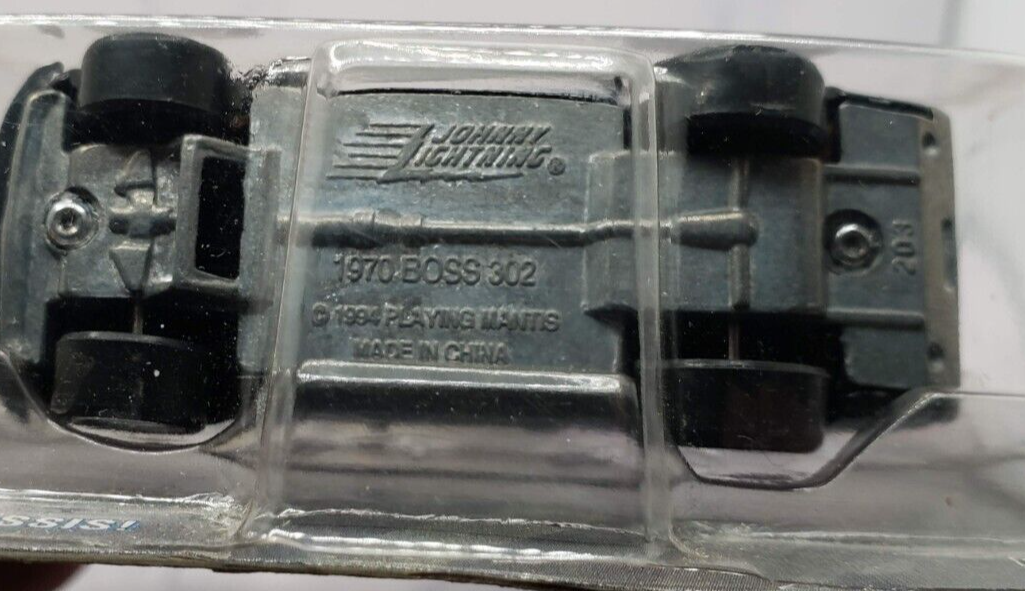 JOHNNY
LIGHTNING®
1970 BOSS 302
© 1994 PLAYING MANTIS
MADE IN CHINA
203